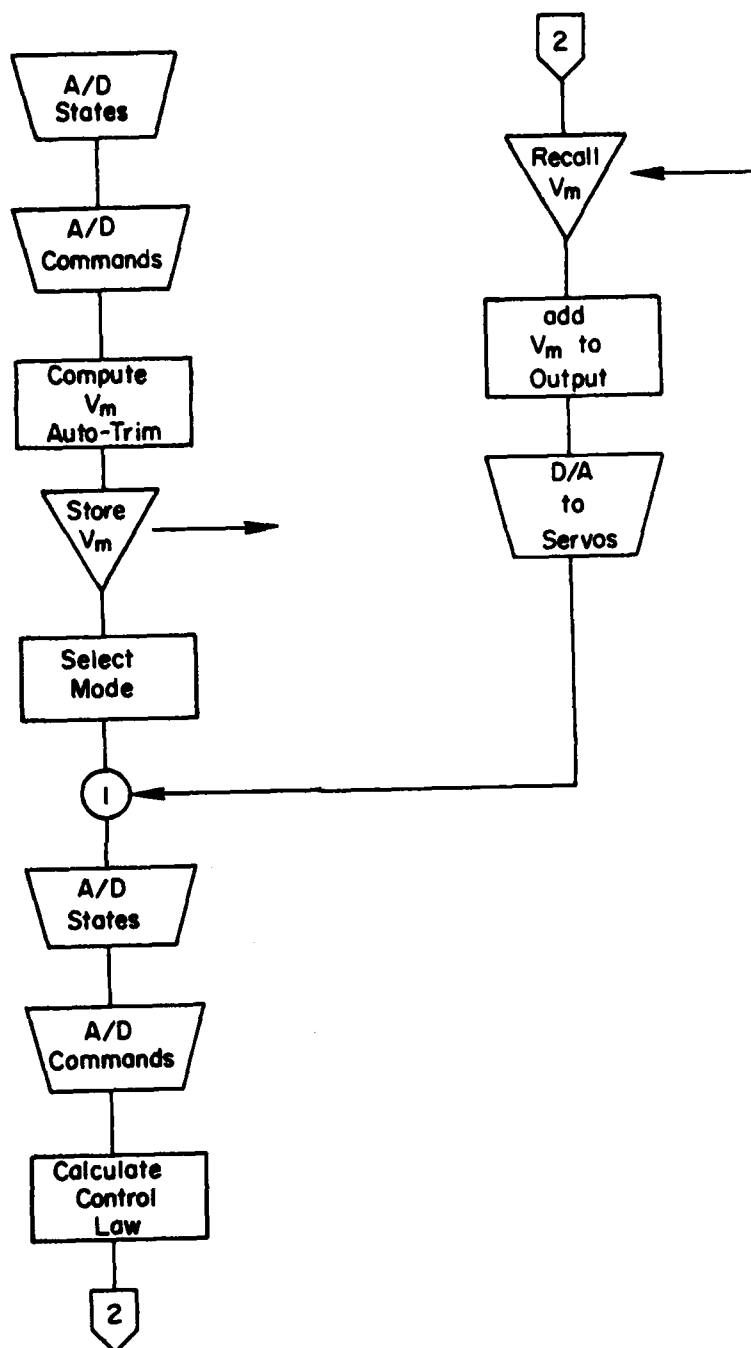 A/D
States
A/D
Commands
Compute
Vm
Auto-Trim
Store
Vm
Select
Mode
1
A/D
States
A/D
Commands
Calculate
Control
Law
2
2
Recall
Vm
add
Vm to
Output
D/A
to
Servos